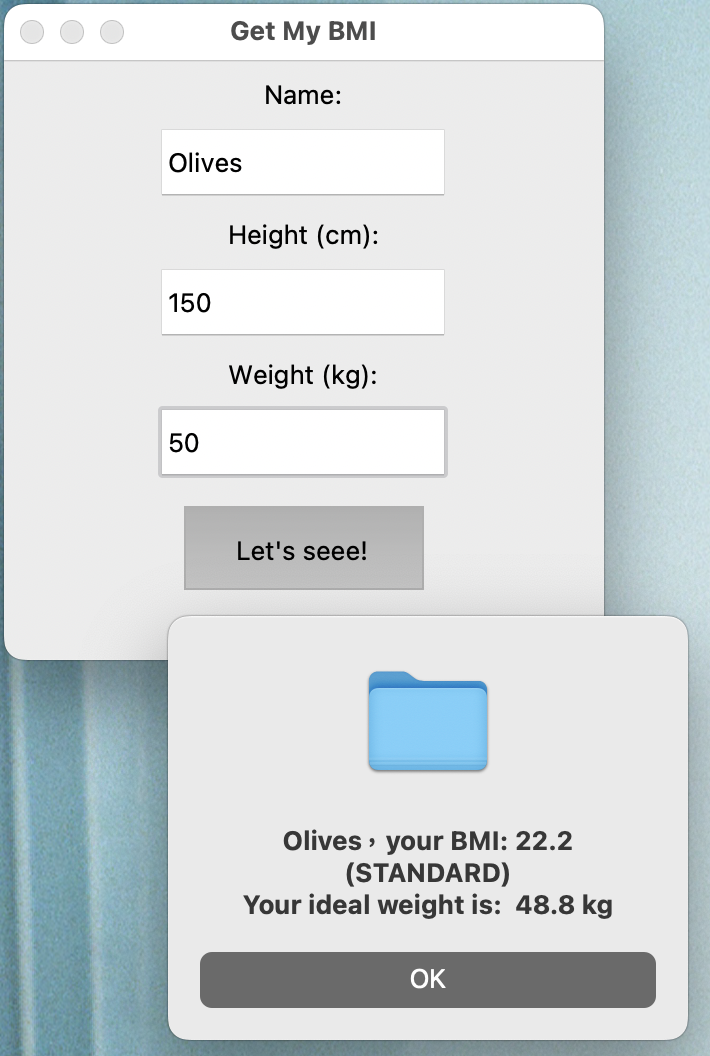 Get My BMI
Name:
Olives
Height (cm):
150
Weight (kg):
50
Let's seee!
Olives，your BMI: 22.2
(STANDARD)
Your ideal weight is:  48.8 kg
OK